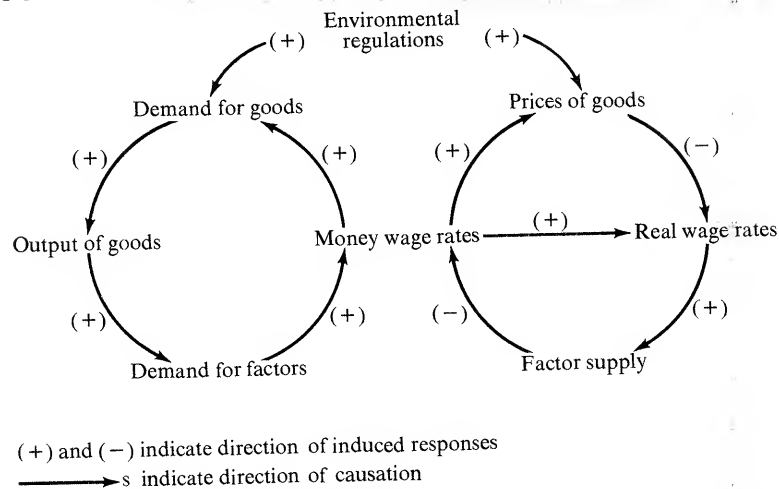 Environmental
(+) regulations (+)
Demand for goods
Prices of goods
(+)
(+)
(+)
(−)
Output of goods
Money wage rates
(+)
Real wage rates
(+)
(+)
(−)
(+)
Demand for factors
Factor supply
(+) and (−) indicate direction of induced responses
s indicate direction of causation